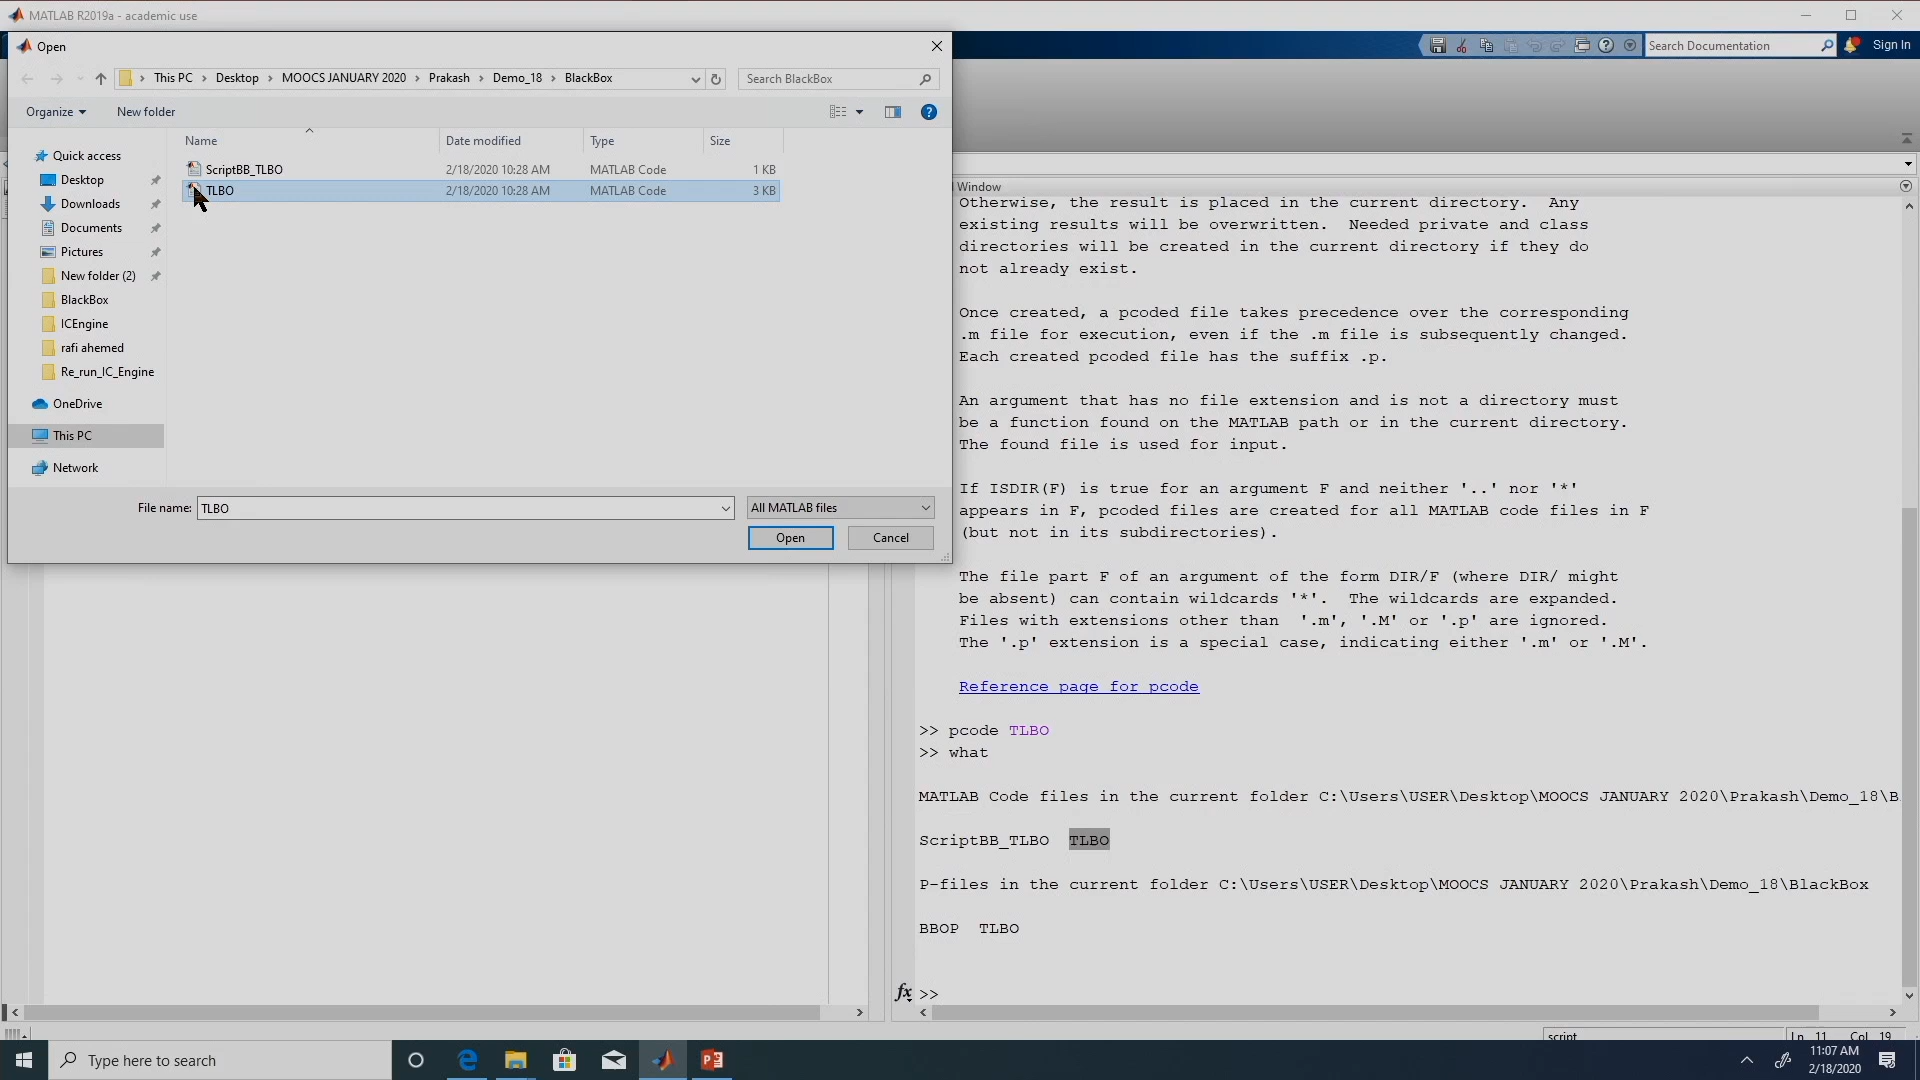 MATLAB R2019a - academic use
Open
This PC > Desktop > MOOCS JANUARY 2020 > Prakash > Demo_18 > BlackBox
Search BlackBox
Search Documentation
Sign In
Organize
New folder
Name
Date modified
Type
Size
ScriptBB_TLBO 2/18/2020 10:28 AM MATLAB Code 1 KB
TLBO 2/18/2020 10:28 AM MATLAB Code 3 KB
Quick access
Desktop
Downloads
Documents
Pictures
New folder (2)
BlackBox
ICEngine
rafi ahemed
Re_run_IC_Engine
OneDrive
This PC
Network
File name: TLBO
All MATLAB files
Open
Cancel
Window
Otherwise, the result is placed in the current directory. Any
existing results will be overwritten. Needed private and class
directories will be created in the current directory if they do
not already exist.
Once created, a pcoded file takes precedence over the corresponding
.m file for execution, even if the .m file is subsequently changed.
Each created pcoded file has the suffix .p.
An argument that has no file extension and is not a directory must
be a function found on the MATLAB path or in the current directory.
The found file is used for input.
If ISDIR(F) is true for an argument F and neither '..' nor '*'
appears in F, pcoded files are created for all MATLAB code files in F
(but not in its subdirectories).
The file part F of an argument of the form DIR/F (where DIR/ might
be absent) can contain wildcards '*'. The wildcards are expanded.
Files with extensions other than '.m', '.M' or '.p' are ignored.
The '.p' extension is a special case, indicating either '.m' or '.M'.
Reference page for pcode
>> pcode TLBO
>> what
MATLAB Code files in the current folder C:\Users\USER\Desktop\MOOCS JANUARY 2020\Prakash\Demo_18\B
ScriptBB_TLBO TLBO
P-files in the current folder C:\Users\USER\Desktop\MOOCS JANUARY 2020\Prakash\Demo_18\BlackBox
BBOP TLBO
fx >>
script
Ln 11 Col 19
Type here to search
11:07 AM
2/18/2020